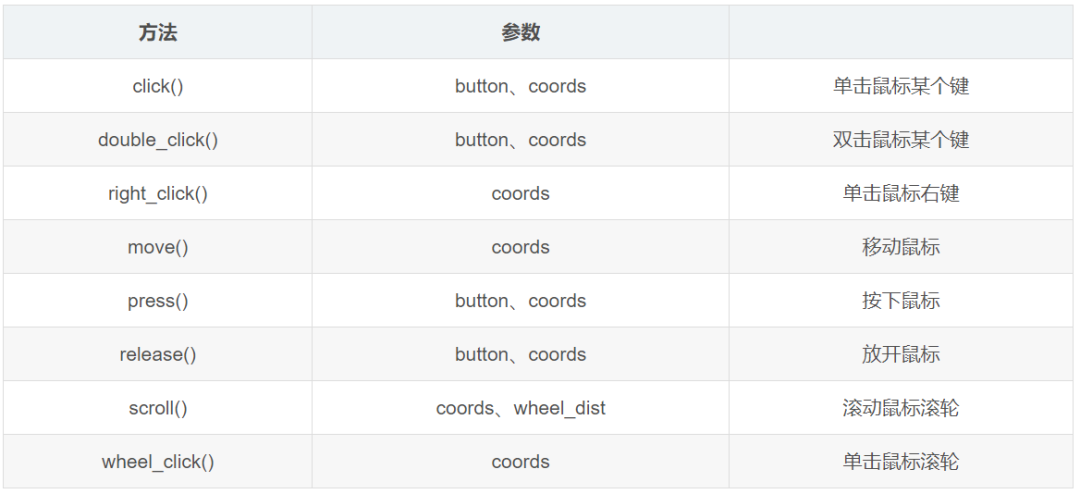 方法 参数
click() button、coords 单击鼠标某个键
double_click() button、coords 双击鼠标某个键
right_click() coords 单击鼠标右键
move() coords 移动鼠标
press() button、coords 按下鼠标
release() button、coords 放开鼠标
scroll() coords、wheel_dist 滚动鼠标滚轮
wheel_click() coords 单击鼠标滚轮